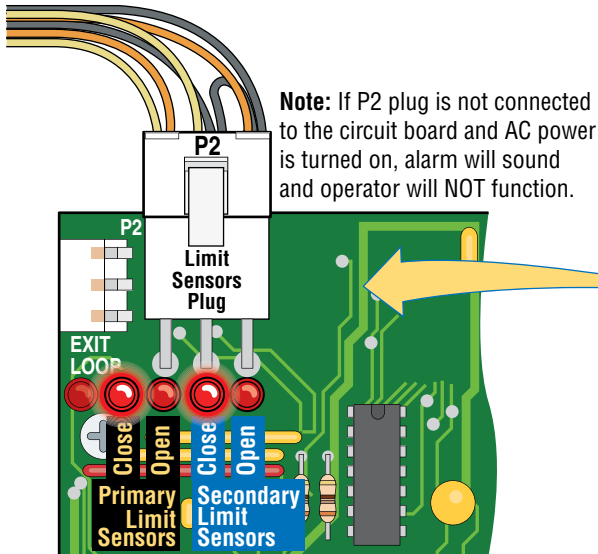 Note: If P2 plug is not connected
to the circuit board and AC power
is turned on, alarm will sound
and operator will NOT function.
P2
P2
Limit
Sensors
Plug
EXIT
LOOP
Close
Open
Close
Open
Primary
Limit
Sensors
Secondary
Limit
Sensors